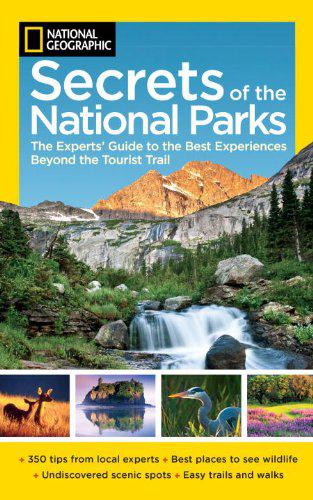 NATIONAL
GEOGRAPHIC
Secrets of the
National Parks
The Experts' Guide to the Best Experiences
Beyond the Tourist Trail
+ 350 tips from local experts + Best places to see wildlife
+ Undiscovered scenic spots + Easy trails and walks